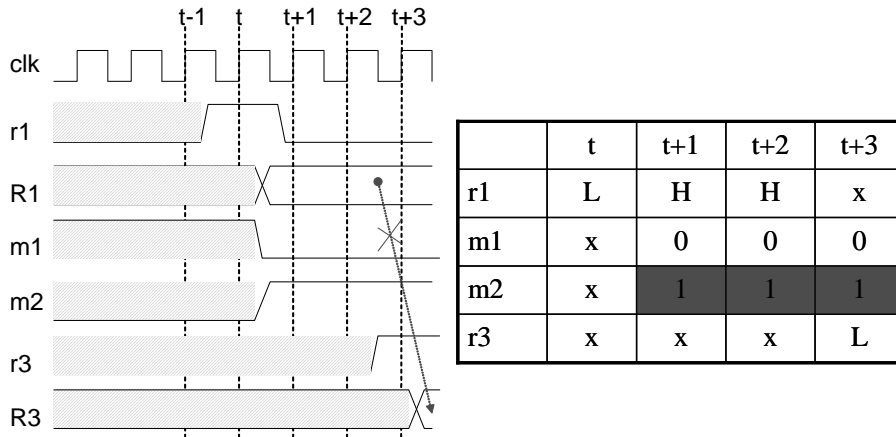 t-1 t t+1 t+2 t+3
clk
r1
R1
m1
m2
r3
R3
t t+1 t+2 t+3
r1 L H H x
m1 x 0 0 0
m2 x 1 1 1
r3 x x x L